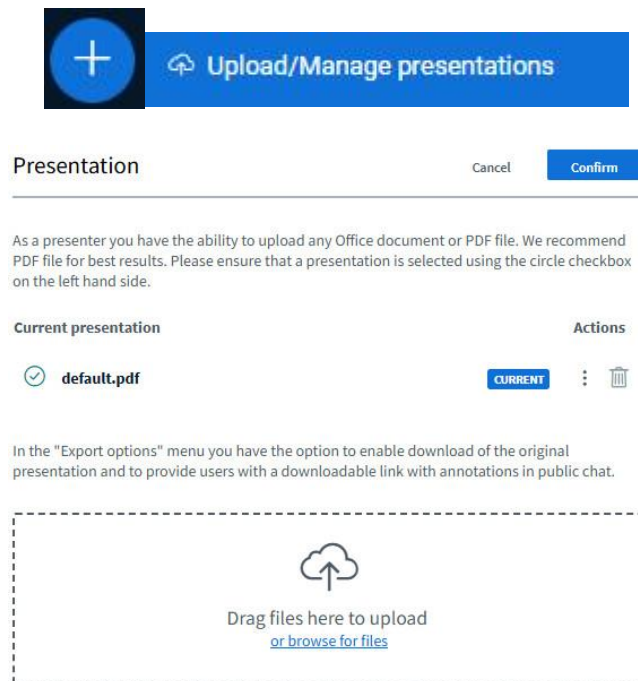 Upload/Manage presentations
Presentation
Cancel
Confirm
As a presenter you have the ability to upload any Office document or PDF file. We recommend
PDF file for best results. Please ensure that a presentation is selected using the circle checkbox
on the left hand side.
Current presentation
Actions
default.pdf
CURRENT
In the "Export options" menu you have the option to enable download of the original
presentation and to provide users with a downloadable link with annotations in public chat.
Drag files here to upload
or browse for files